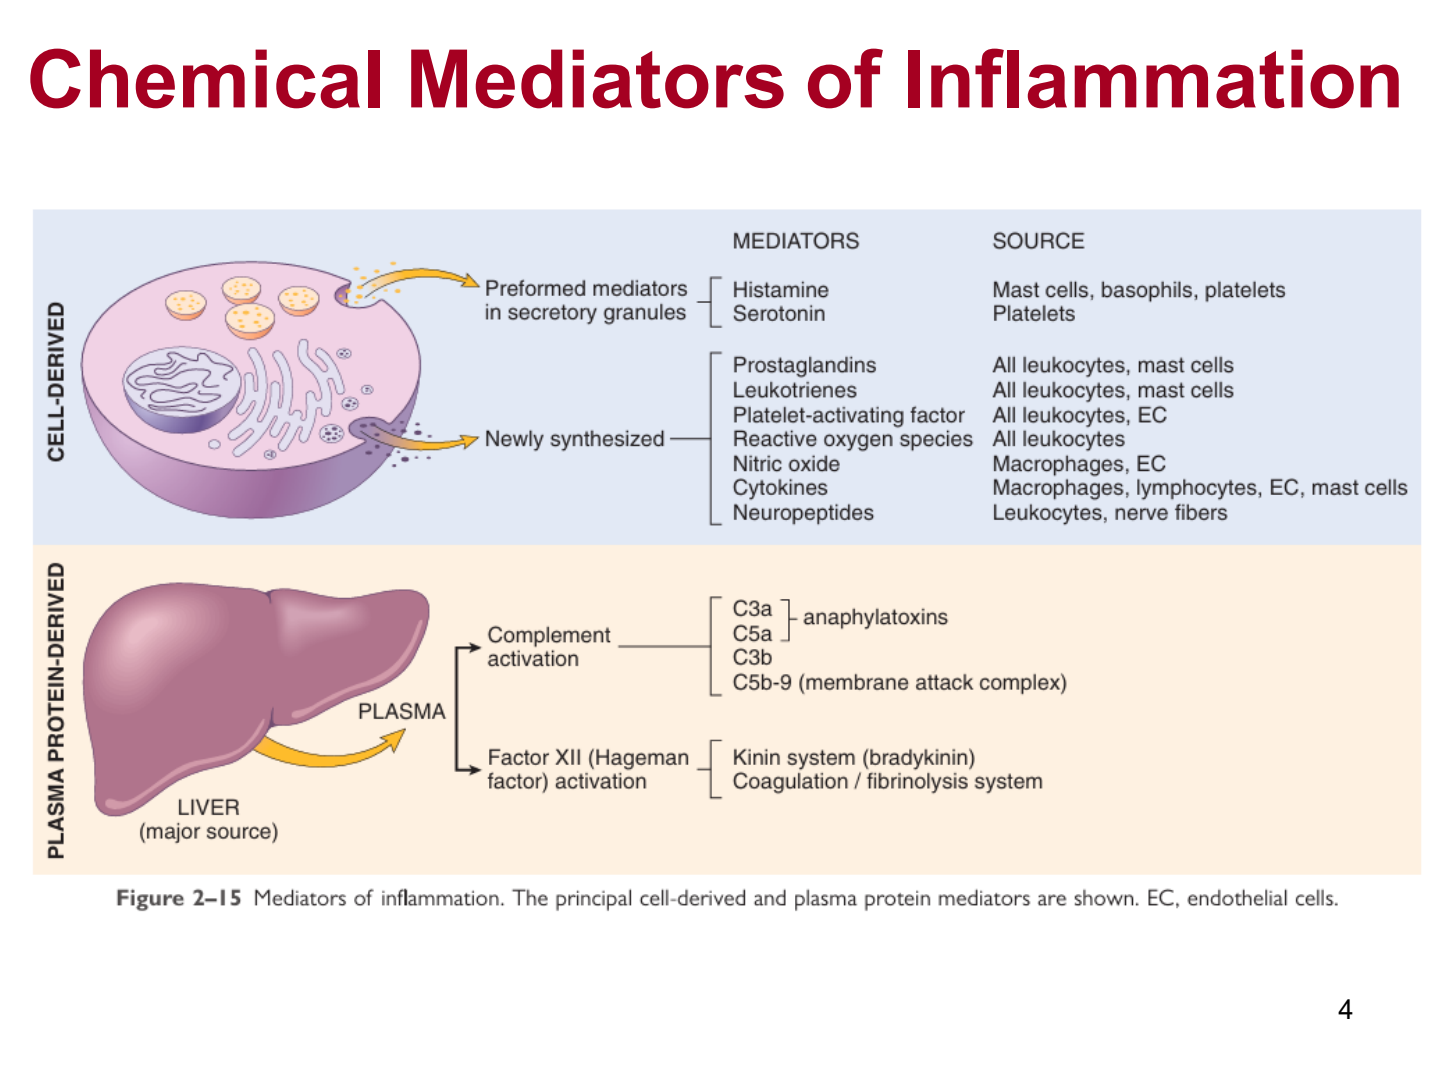 Chemical Mediators of Inflammation
MEDIATORS SOURCE
CELL-DERIVED
Preformed mediators
in secretory granules
Histamine Mast cells, basophils, platelets
Serotonin Platelets
Newly synthesized
Prostaglandins All leukocytes, mast cells
Leukotrienes All leukocytes, mast cells
Platelet-activating factor All leukocytes, EC
Reactive oxygen species All leukocytes
Nitric oxide Macrophages, EC
Cytokines Macrophages, lymphocytes, EC, mast cells
Neuropeptides Leukocytes, nerve fibers
PLASMA PROTEIN-DERIVED
LIVER
(major source)
PLASMA
Complement
activation
C3a
C5a
anaphylatoxins
C3b
C5b-9 (membrane attack complex)
Factor XII (Hageman
factor) activation
Kinin system (bradykinin)
Coagulation / fibrinolysis system
Figure 2–15 Mediators of inflammation. The principal cell-derived and plasma protein mediators are shown. EC, endothelial cells.
4